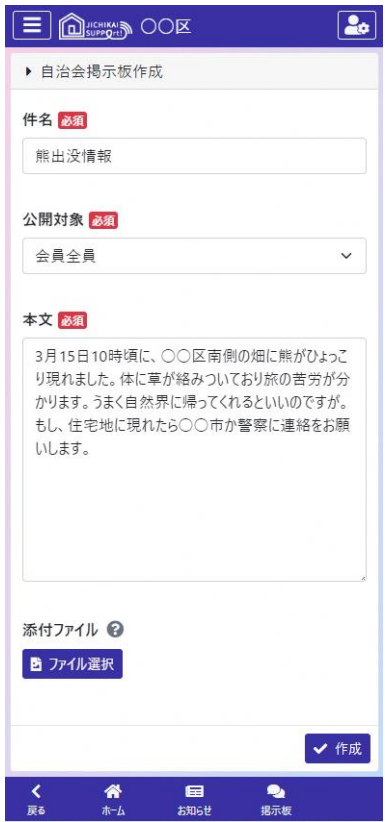 JICHIKAI
SUPPORT!
〇〇区
自治会掲示板作成
件名 必須
熊出没情報
公開対象 必須
会員全員
本文 必須
3月15日10時頃に、〇〇区南側の畑に熊がひょっこ
り現れました。体に草が絡みついており旅の苦労が分
かります。うまく自然界に帰ってくれるといいのですが。
もし、住宅地に現れたら〇〇市か警察に連絡をお願
いします。
添付ファイル ?
ファイル選択
作成
戻る ホーム お知らせ 掲示板